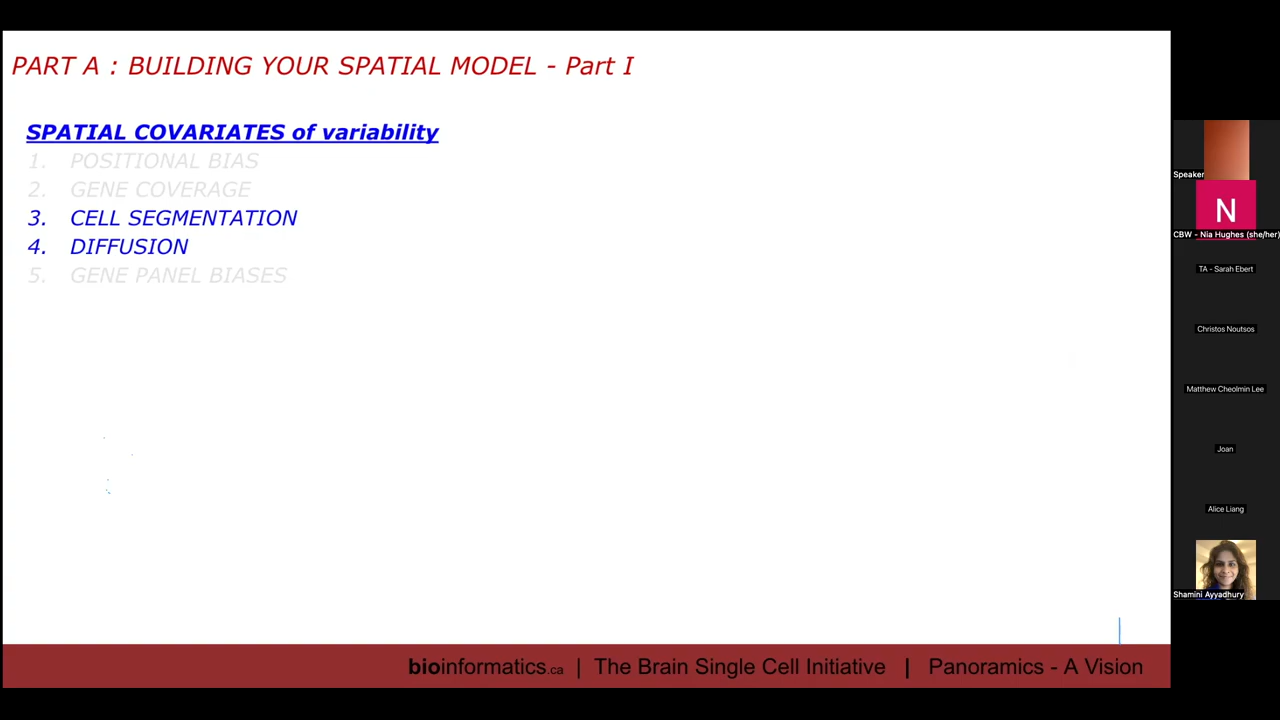 PART A : BUILDING YOUR SPATIAL MODEL - Part I
SPATIAL COVARIATES of variability
1. POSITIONAL BIAS
2. GENE COVERAGE
3. CELL SEGMENTATION
4. DIFFUSION
5. GENE PANEL BIASES
bioinformatics.ca | The Brain Single Cell Initiative | Panoramics - A Vision
Speaker
N
CBW - Nia Hughes (she/her)
TA - Sarah Ebert
Christos Noutsos
Matthew Cheolmin Lee
Joan
Alice Liang
Shamini Ayyadhury